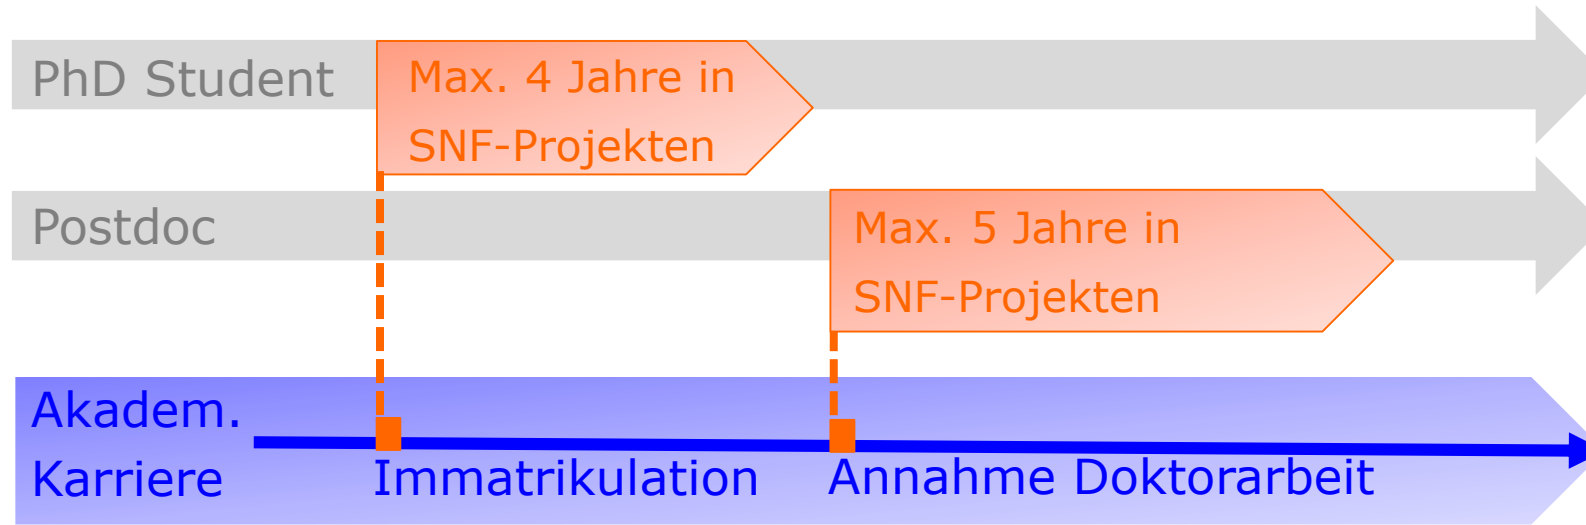 PhD Student
Max. 4 Jahre in
SNF-Projekten
Postdoc
Max. 5 Jahre in
SNF-Projekten
Akadem.
Karriere
Immatrikulation
Annahme Doktorarbeit